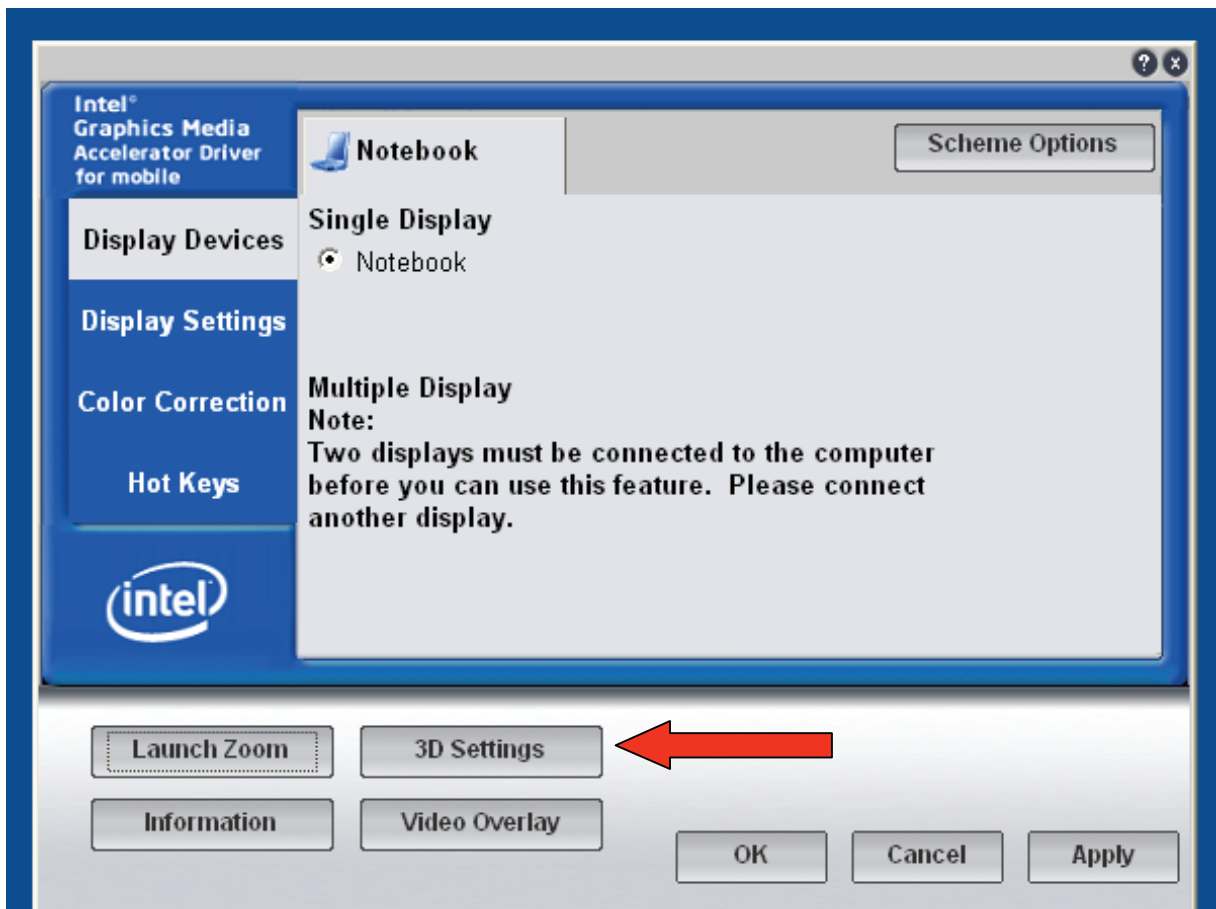 ? x
Intel®
Graphics Media
Accelerator Driver
for mobile
Notebook
Scheme Options
Display Devices
Display Settings
Color Correction
Hot Keys
Single Display
Notebook
Multiple Display
Note:
Two displays must be connected to the computer
before you can use this feature.  Please connect
another display.
intel
Launch Zoom
3D Settings
Information
Video Overlay
OK
Cancel
Apply